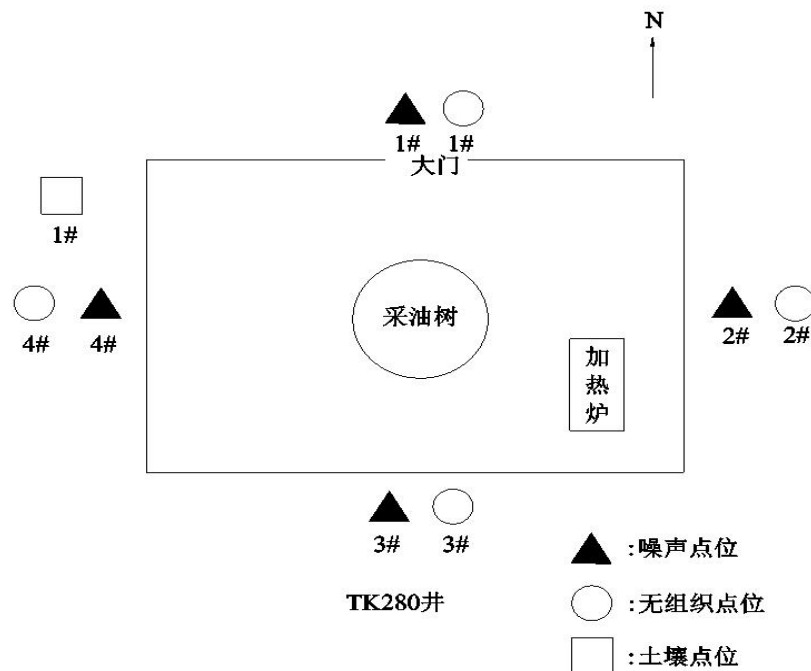 N
1# 1#
大门
1#
采油树
4# 4#
2# 2#
加热炉
3# 3#
TK280井
:噪声点位
:无组织点位
:土壤点位